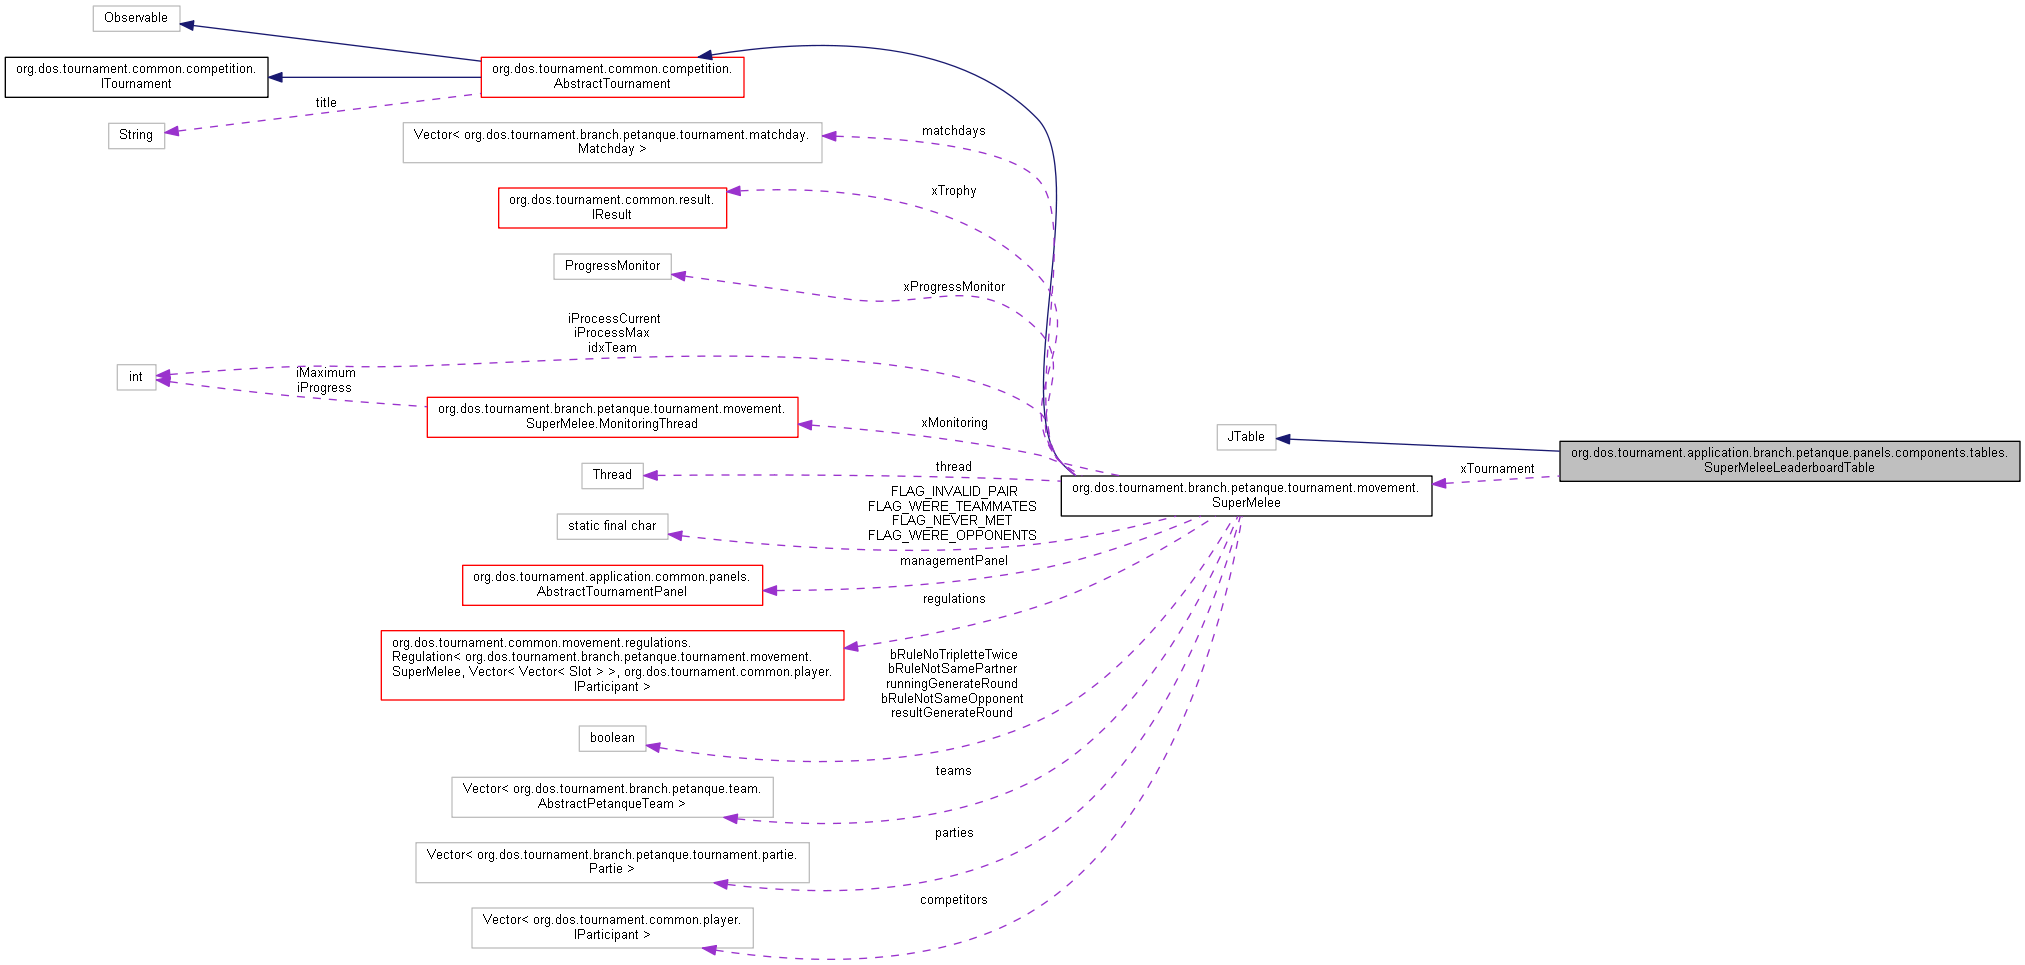 Observable
org.dos.tournament.common.competition.
ITournament
org.dos.tournament.common.competition.
AbstractTournament
title
String
Vector< org.dos.tournament.branch.petanque.tournament.matchday.
Matchday >
matchdays
org.dos.tournament.common.result.
IResult
xTrophy
ProgressMonitor
xProgressMonitor
iProcessCurrent
iProcessMax
idxTeam
int
iMaximum
iProgress
org.dos.tournament.branch.petanque.tournament.movement.
SuperMelee.MonitoringThread
xMonitoring
JTable
org.dos.tournament.application.branch.petanque.panels.components.tables.
SuperMeleeLeaderboardTable
xTournament
Thread
thread
org.dos.tournament.branch.petanque.tournament.movement.
SuperMelee
static final char
FLAG_INVALID_PAIR
FLAG_WERE_TEAMMATES
FLAG_NEVER_MET
FLAG_WERE_OPPONENTS
org.dos.tournament.application.common.panels.
AbstractTournamentPanel
managementPanel
regulations
org.dos.tournament.common.movement.regulations.
Regulation< org.dos.tournament.branch.petanque.tournament.movement.
SuperMelee, Vector< Vector< Slot > >, org.dos.tournament.common.player.
IParticipant >
bRuleNoTripletteTwice
bRuleNotSamePartner
runningGenerateRound
bRuleNotSameOpponent
resultGenerateRound
boolean
teams
Vector< org.dos.tournament.branch.petanque.team.
AbstractPetanqueTeam >
parties
Vector< org.dos.tournament.branch.petanque.tournament.partie.
Partie >
competitors
Vector< org.dos.tournament.common.player.
IParticipant >